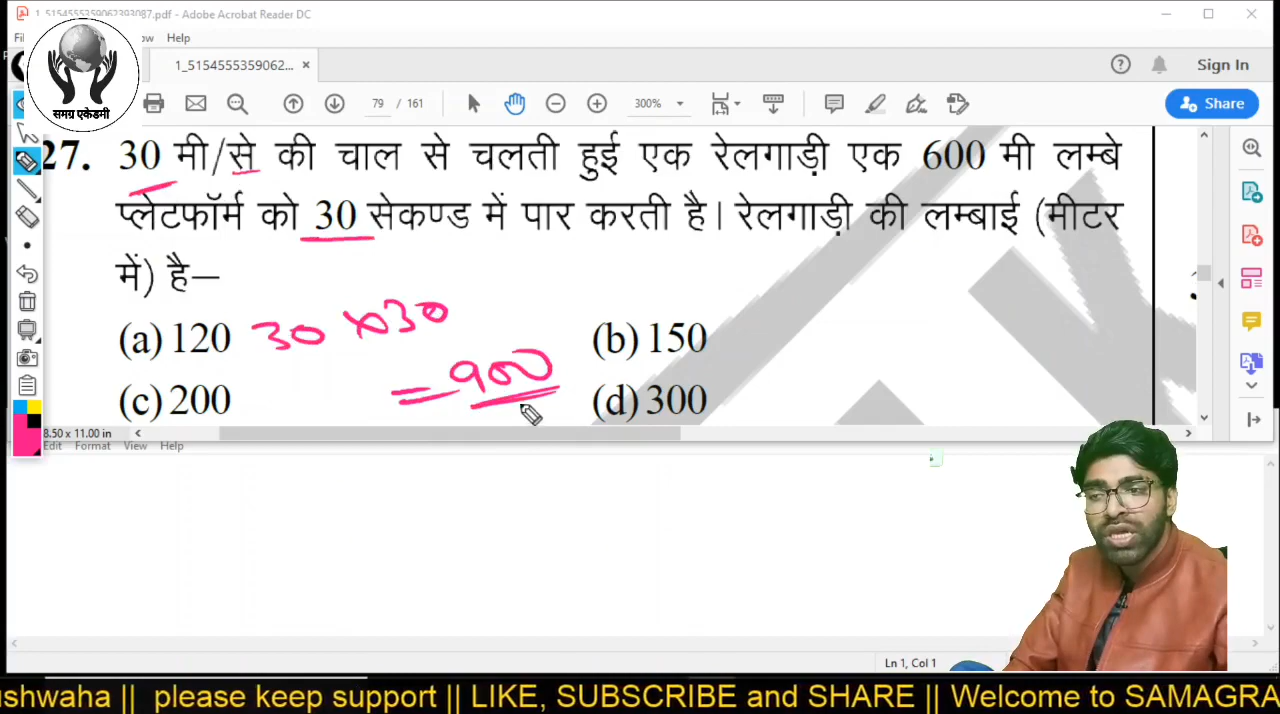 1_5154555359062393087.pdf - Adobe Acrobat Reader DC
Help
1_5154555359062...
Sign In
79 / 161
300%
Share
समग्र एकेडमी
27. 30 मी/से की चाल से चलती हुई एक रेलगाड़ी एक 600 मी लम्बे
प्लेटफॉर्म को 30 सेकण्ड में पार करती है। रेलगाड़ी की लम्बाई (मीटर
में) है–
(a) 120
30 × 30
(b) 150
= 900
(c) 200
(d) 300
8.50 x 11.00 in
Edit Format View Help
Ln 1, Col 1
ushwaha || please keep support || LIKE, SUBSCRIBE and SHARE || Welcome to SAMAGRA